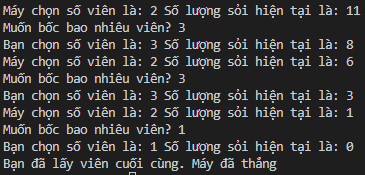 Máy chọn số viên là: 2 Số lượng sỏi hiện tại là: 11
Muốn bốc bao nhiêu viên? 3
Bạn chọn số viên là: 3 Số lượng sỏi hiện tại là: 8
Máy chọn số viên là: 2 Số lượng sỏi hiện tại là: 6
Muốn bốc bao nhiêu viên? 3
Bạn chọn số viên là: 3 Số lượng sỏi hiện tại là: 3
Máy chọn số viên là: 2 Số lượng sỏi hiện tại là: 1
Muốn bốc bao nhiêu viên? 1
Bạn chọn số viên là: 1 Số lượng sỏi hiện tại là: 0
Bạn đã lấy viên cuối cùng. Máy đã thắng